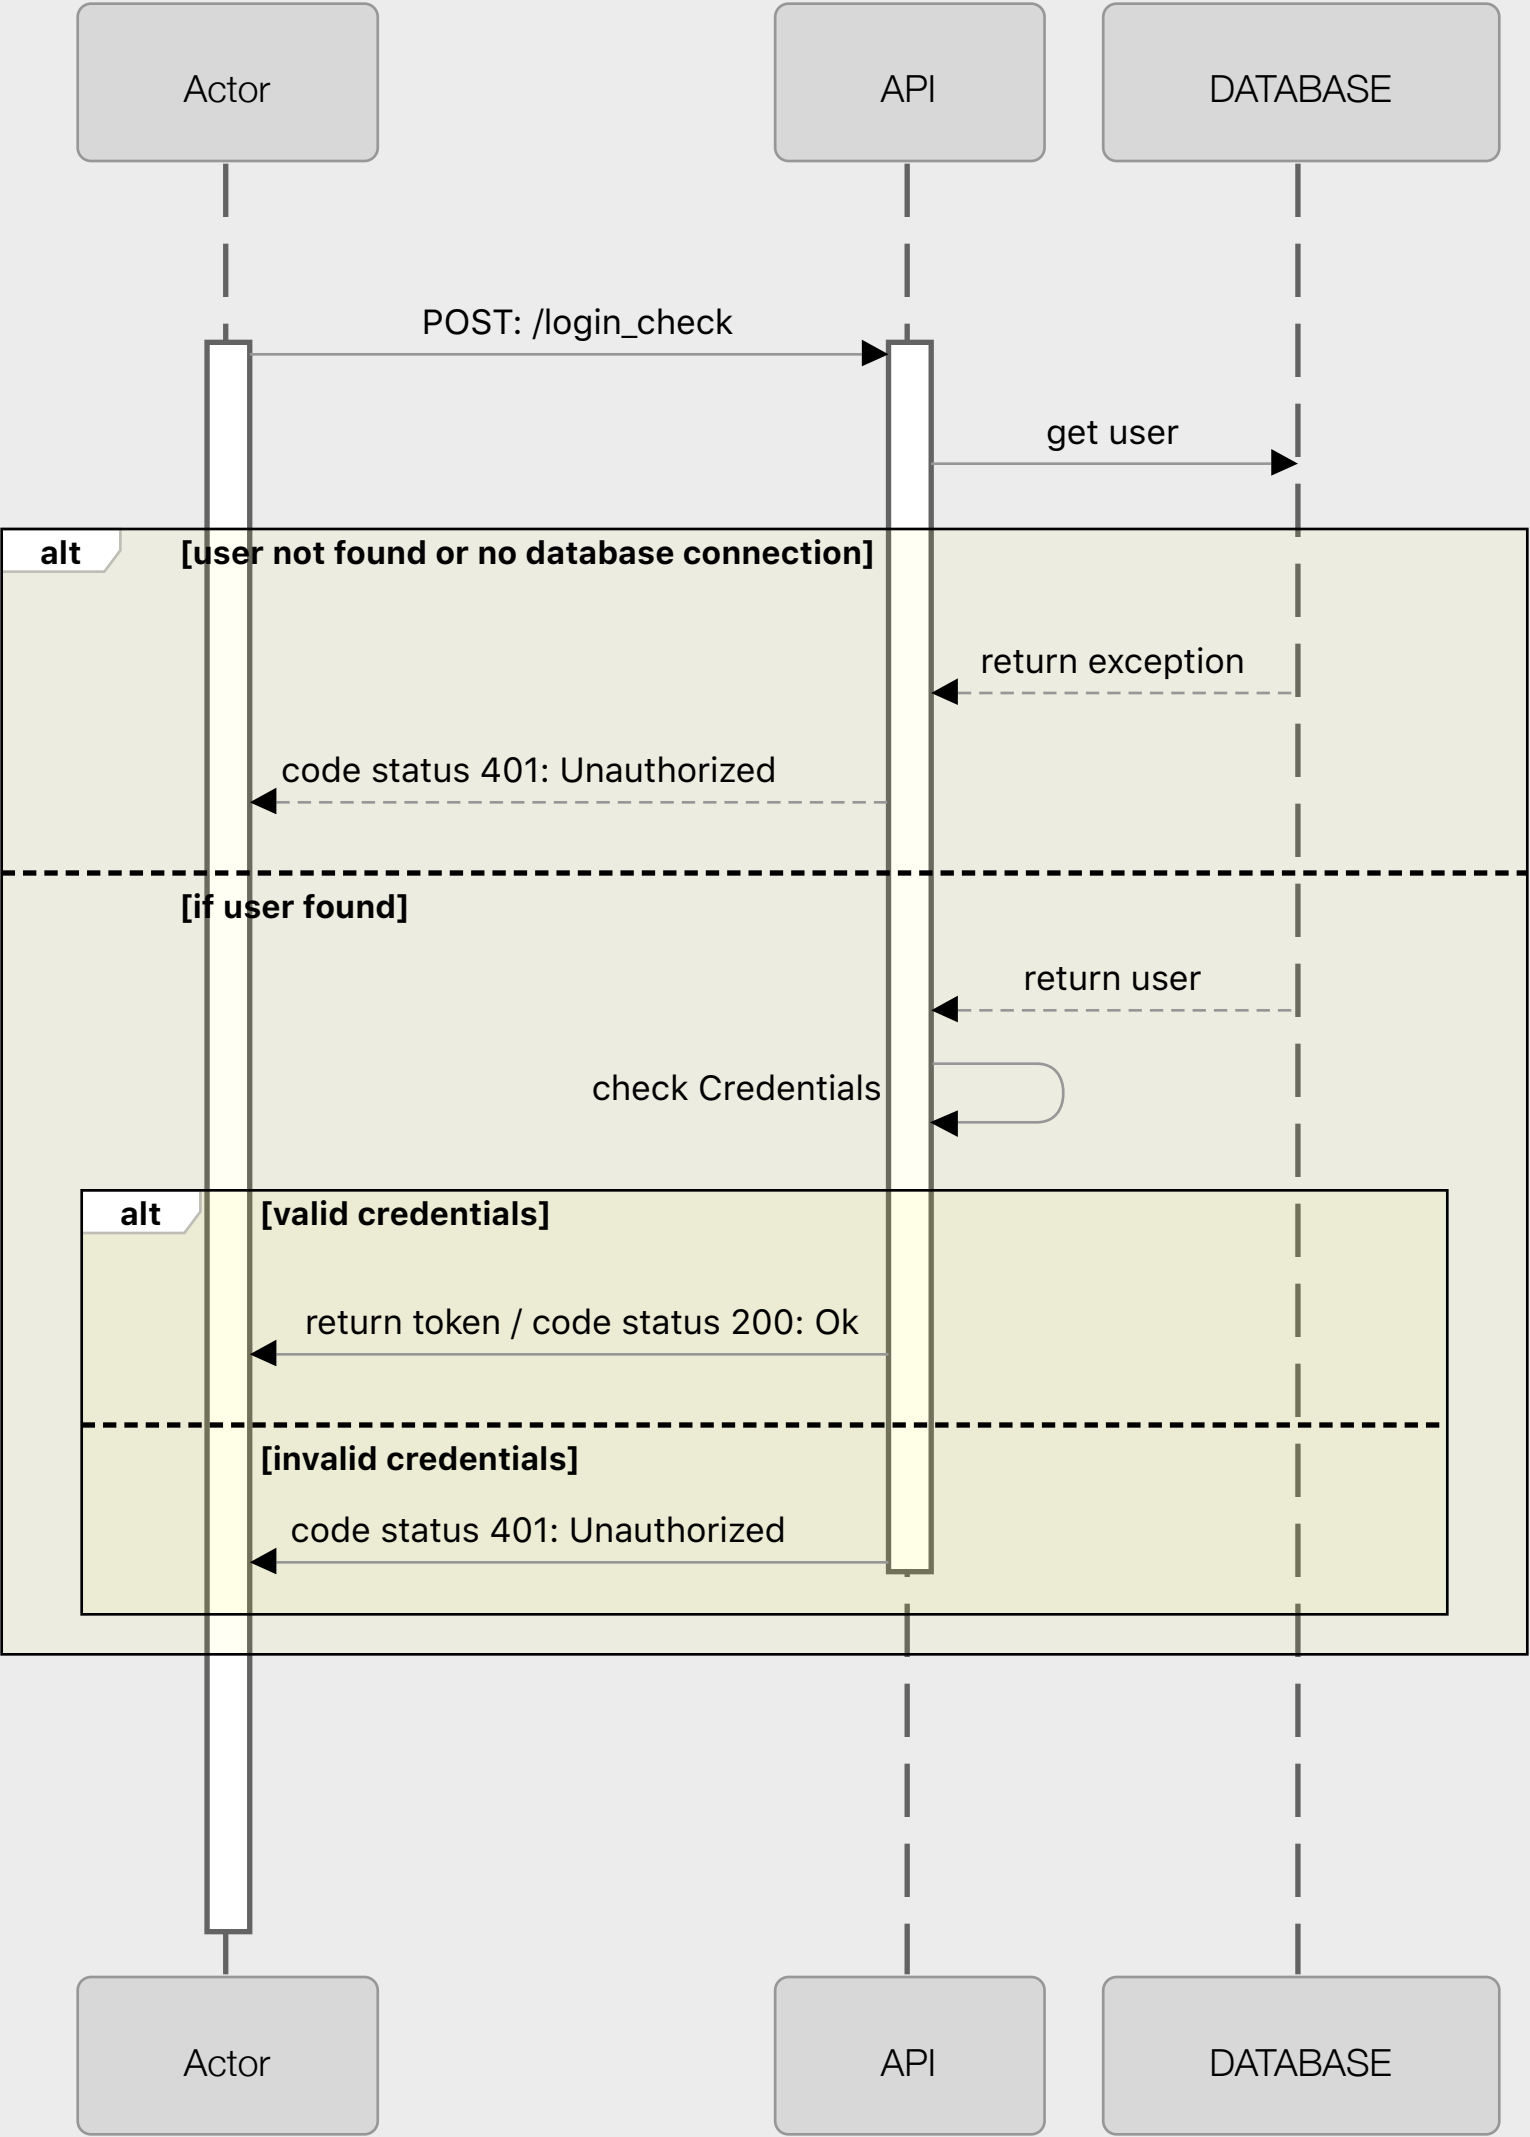 Actor
API
DATABASE
POST: /login_check
get user
alt
[user not found or no database connection]
return exception
code status 401: Unauthorized
[if user found]
return user
check Credentials
alt
[valid credentials]
return token / code status 200: Ok
[invalid credentials]
code status 401: Unauthorized
Actor
API
DATABASE